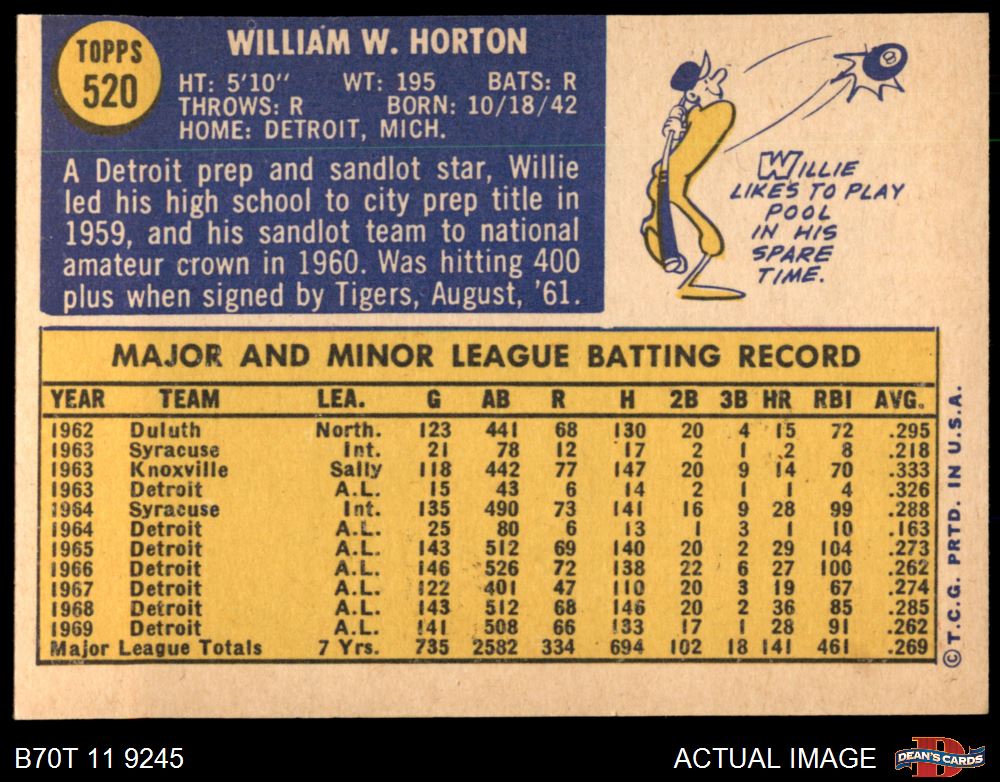 TOPPS
520
WILLIAM W. HORTON
HT: 5'10" WT: 195 BATS: R
THROWS: R BORN: 10/18/42
HOME: DETROIT, MICH.
A Detroit prep and sandlot star, Willie
led his high school to city prep title in
1959, and his sandlot team to national
amateur crown in 1960. Was hitting 400
plus when signed by Tigers, August, '61.
8
WILLIE
LIKES TO PLAY
POOL
IN HIS
SPARE
TIME.
MAJOR AND MINOR LEAGUE BATTING RECORD
YEAR TEAM LEA. G AB R H 2B 3B HR RBI AVG.
1962 Duluth North. 123 441 68 130 20 4 15 72 .295
1963 Syracuse Int. 21 78 12 17 2 1 2 8 .218
1963 Knoxville Sally 118 442 77 147 20 9 14 70 .333
1963 Detroit A.L. 15 43 6 14 2 1 1 4 .326
1964 Syracuse Int. 135 490 73 141 16 9 28 99 .288
1964 Detroit A.L. 25 80 6 13 1 3 1 10 .163
1965 Detroit A.L. 143 512 69 140 20 2 29 104 .273
1966 Detroit A.L. 146 526 72 138 22 6 27 100 .262
1967 Detroit A.L. 122 401 47 110 20 3 19 67 .274
1968 Detroit A.L. 143 512 68 146 20 2 36 85 .285
1969 Detroit A.L. 141 508 66 133 17 1 28 91 .262
Major League Totals 7 Yrs. 735 2582 334 694 102 18 141 461 .269
© T.C.G. PRTD. IN U.S.A.
B70T 11 9245
ACTUAL IMAGE
DEAN'S CARDS